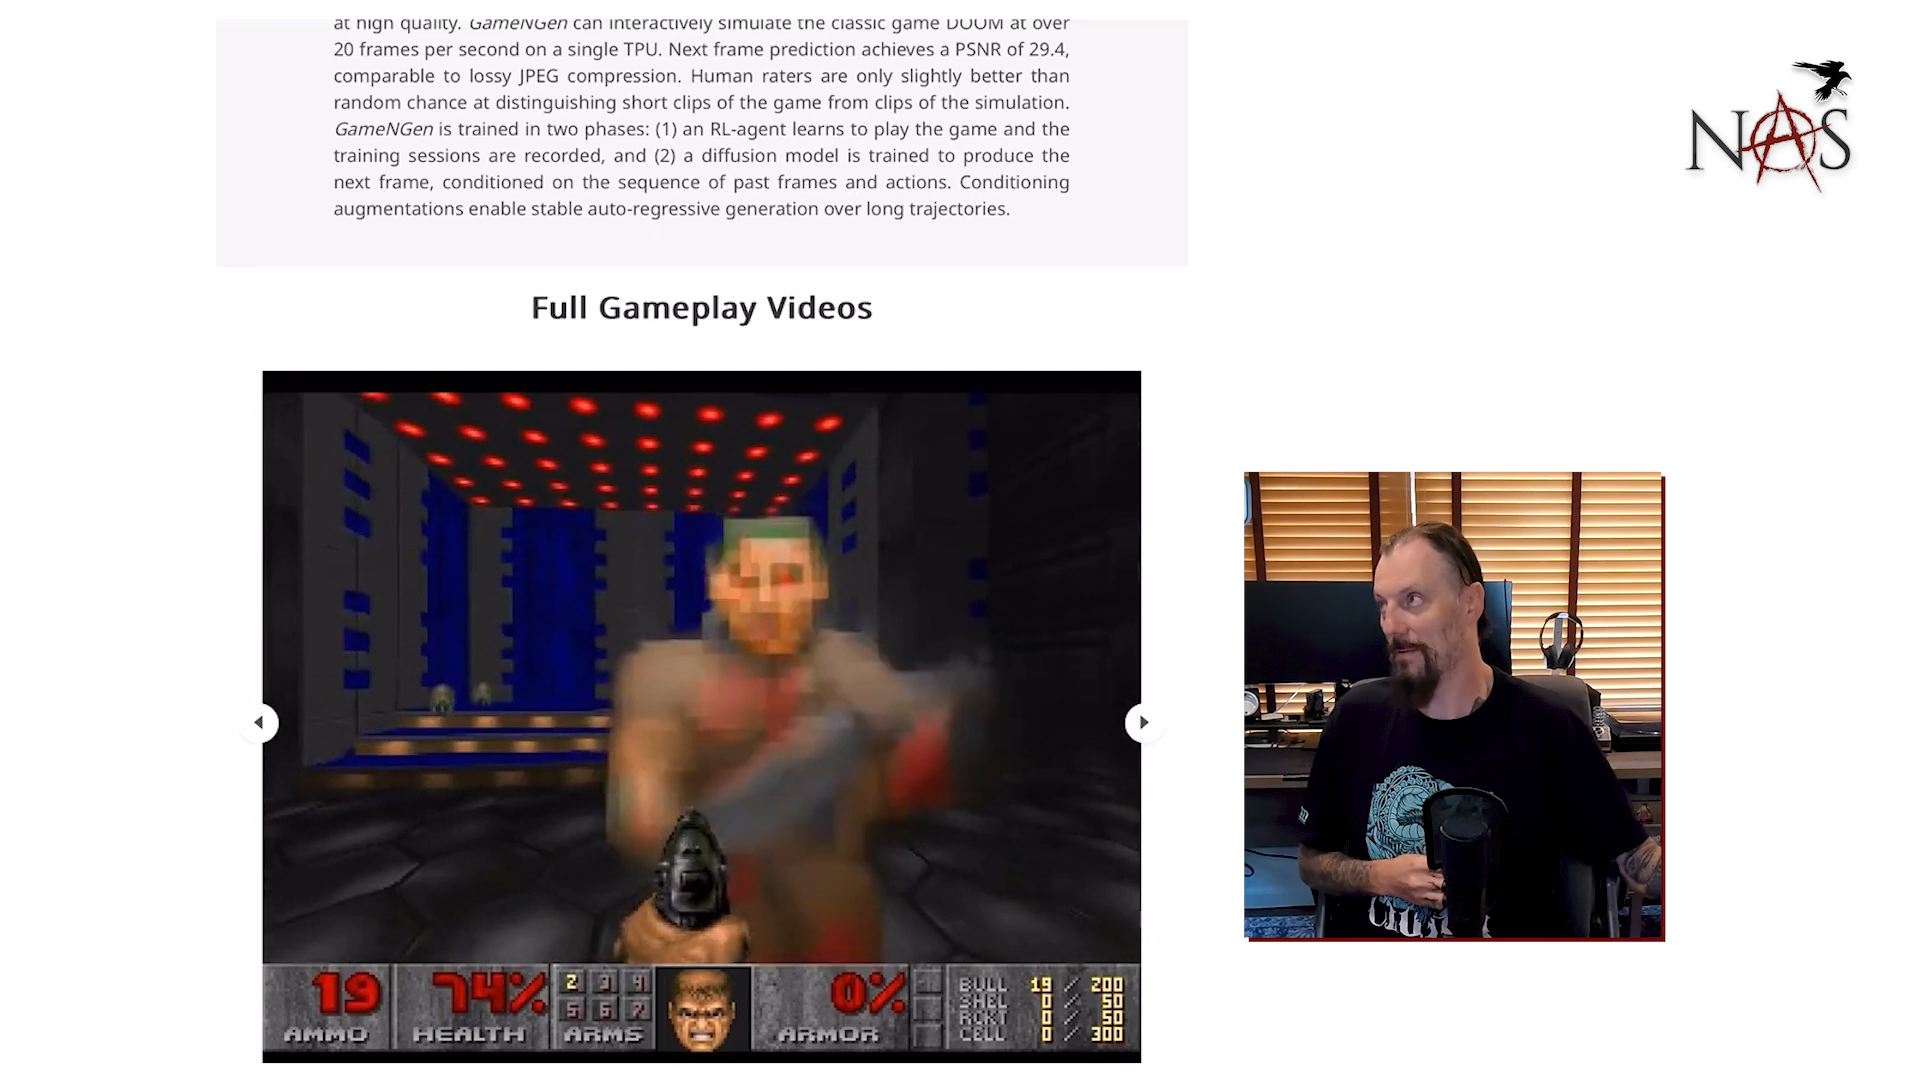 at high quality. GameNGen can interactively simulate the classic game DOOM at over
20 frames per second on a single TPU. Next frame prediction achieves a PSNR of 29.4,
comparable to lossy JPEG compression. Human raters are only slightly better than
random chance at distinguishing short clips of the game from clips of the simulation.
GameNGen is trained in two phases: (1) an RL-agent learns to play the game and the
training sessions are recorded, and (2) a diffusion model is trained to produce the
next frame, conditioned on the sequence of past frames and actions. Conditioning
augmentations enable stable auto-regressive generation over long trajectories.
NAS
Full Gameplay Videos
19
AMMO
74%
HEALTH
2 3 4
5 6 7
ARMS
0%
ARMOR
BULL 19 / 200
SHEL 0 / 50
RCKT 0 / 50
CELL 0 / 300